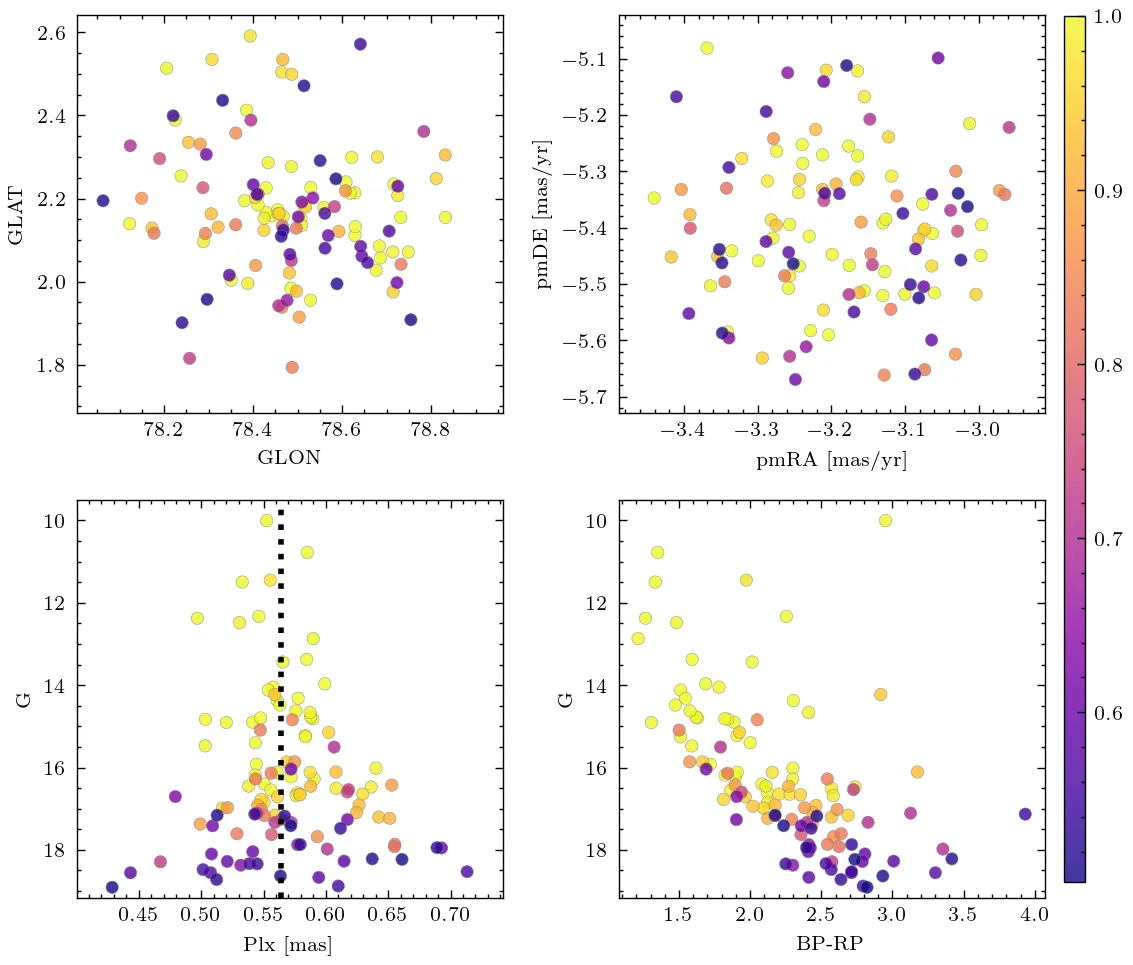 2.6
2.4
2.2
2.0
1.8
GLAT
78.2 78.4 78.6 78.8
GLON
−5.1
−5.2
−5.3
−5.4
−5.5
−5.6
−5.7
pmDE [mas/yr]
−3.4 −3.3 −3.2 −3.1 −3.0
pmRA [mas/yr]
1.0
0.9
0.8
0.7
0.6
10
12
14
16
18
G
0.45 0.50 0.55 0.60 0.65 0.70
Plx [mas]
10
12
14
16
18
G
1.5 2.0 2.5 3.0 3.5 4.0
BP-RP